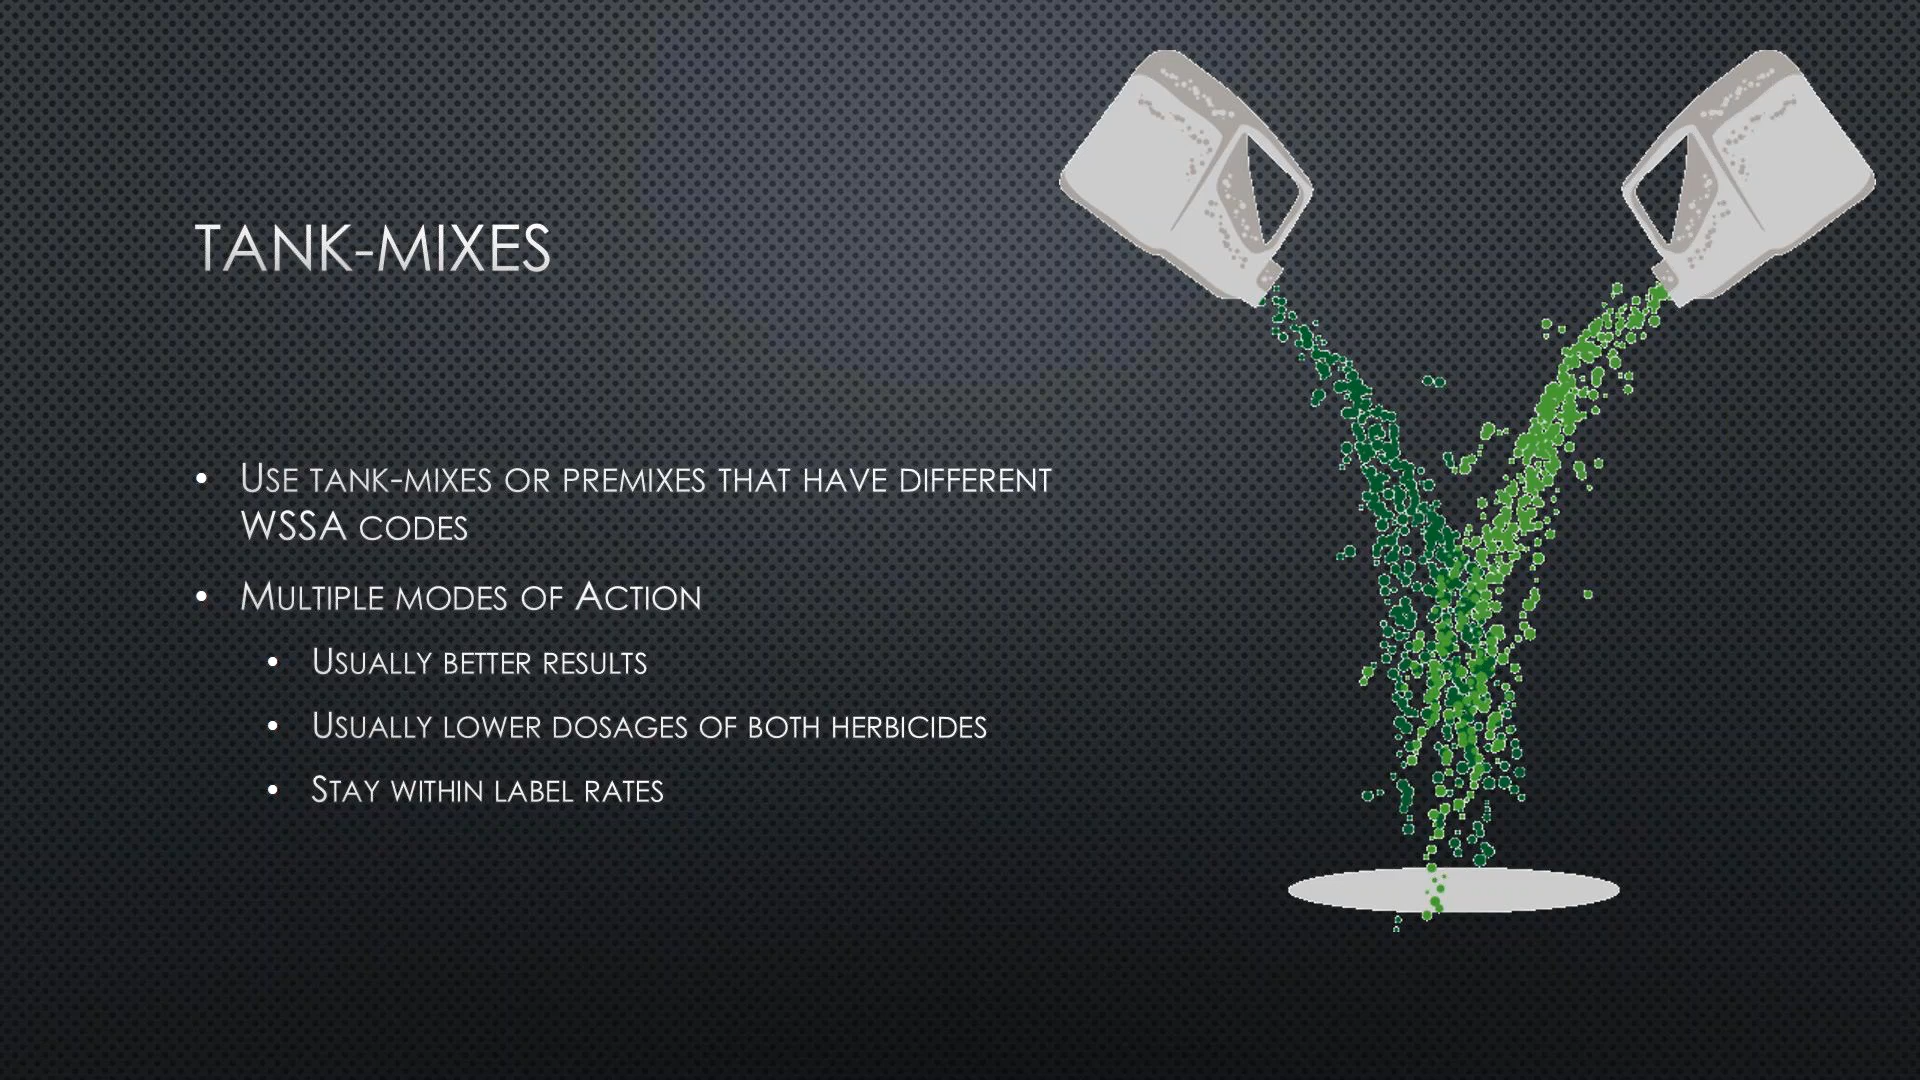 TANK-MIXES
• USE TANK-MIXES OR PREMIXES THAT HAVE DIFFERENT
WSSA CODES
• MULTIPLE MODES OF ACTION
• USUALLY BETTER RESULTS
• USUALLY LOWER DOSAGES OF BOTH HERBICIDES
• STAY WITHIN LABEL RATES